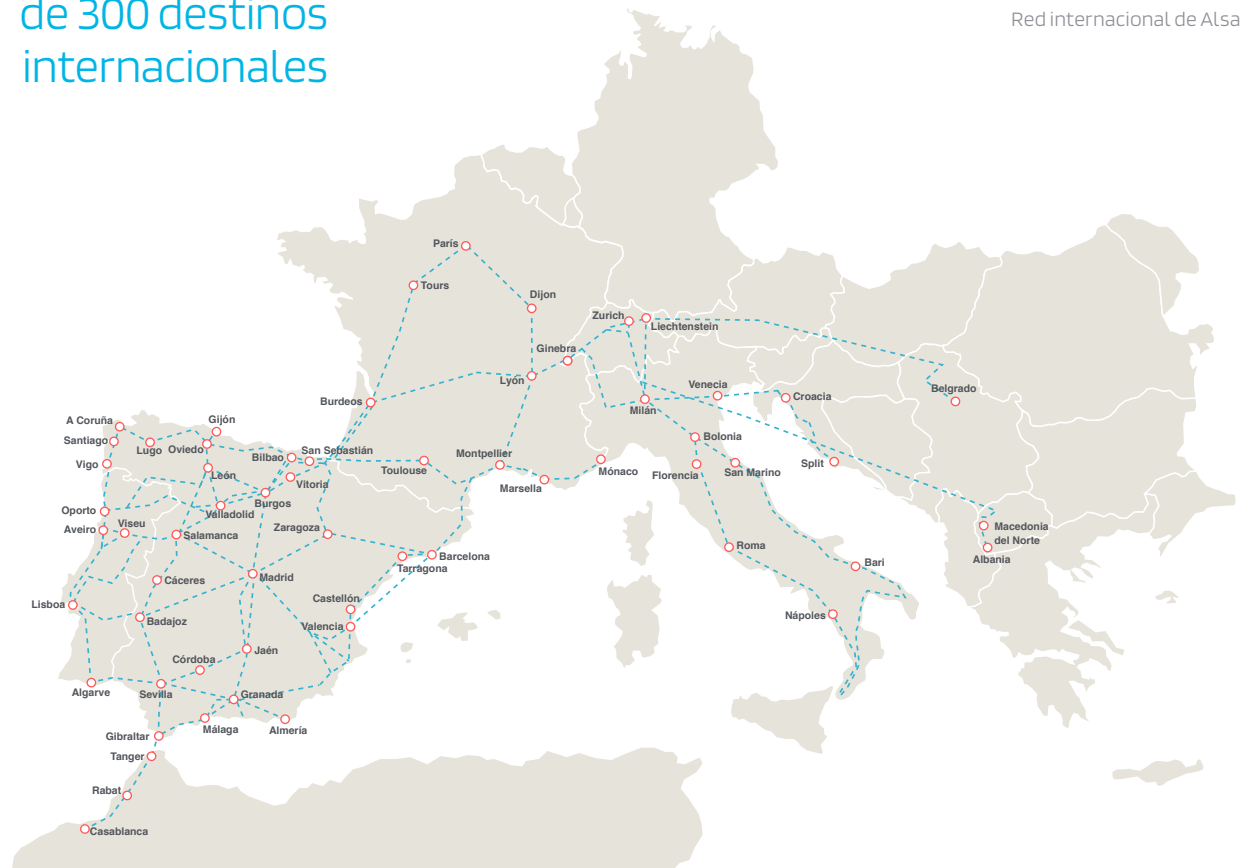 de 300 destinos
internacionales
Red internacional de Alsa
París
Tours
Dijon
Zurich
Liechtenstein
Ginebra
Lyón
Burdeos
Venecia
Belgrado
Croacia
Milán
A Coruña
Gijón
Santiago
Lugo
Oviedo
Bilbao
San Sebastián
Montpellier
Bolonia
Vigo
León
Vitoria
Toulouse
Mónaco
Florencia
San Marino
Split
Marsella
Burgos
Oporto
Valladolid
Aveiro
Viseu
Salamanca
Zaragoza
Macedonia
del Norte
Roma
Barcelona
Tarragona
Albania
Bari
Cáceres
Madrid
Castellón
Lisboa
Badajoz
Valencia
Nápoles
Jaén
Córdoba
Algarve
Sevilla
Granada
Málaga
Almería
Gibraltar
Tanger
Rabat
Casablanca